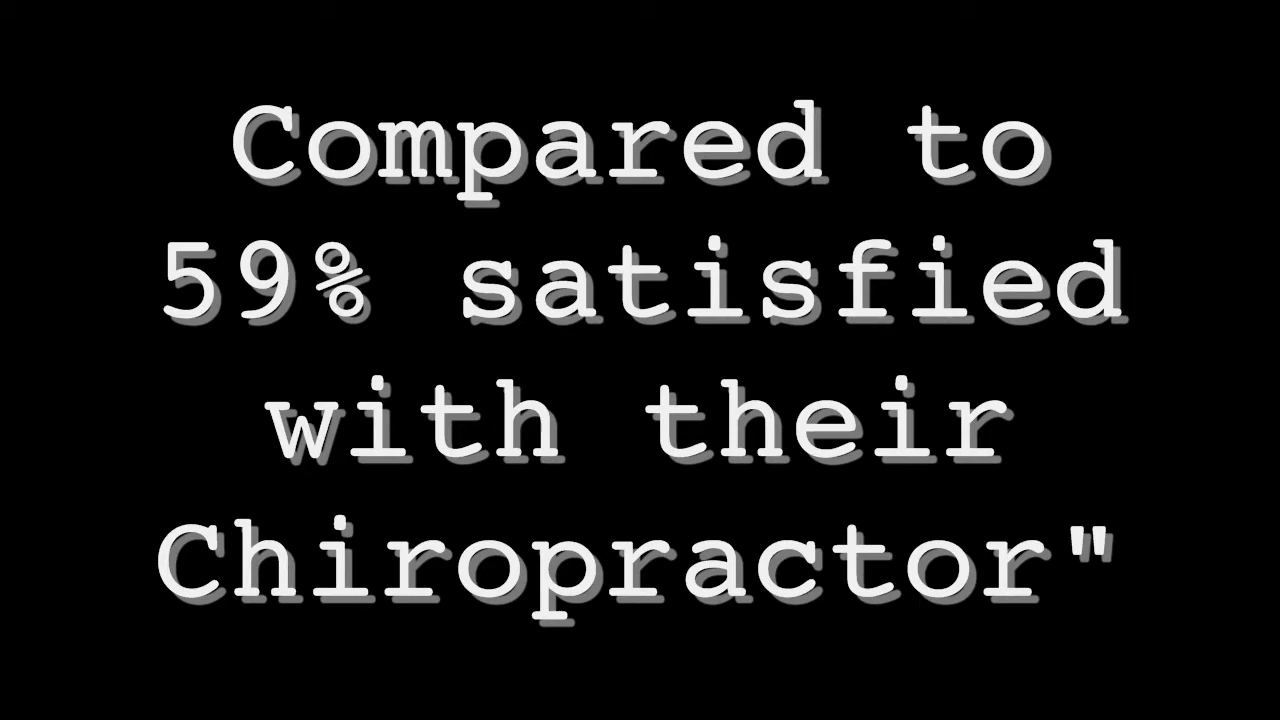 Compared to
59% satisfied
with their
Chiropractor"